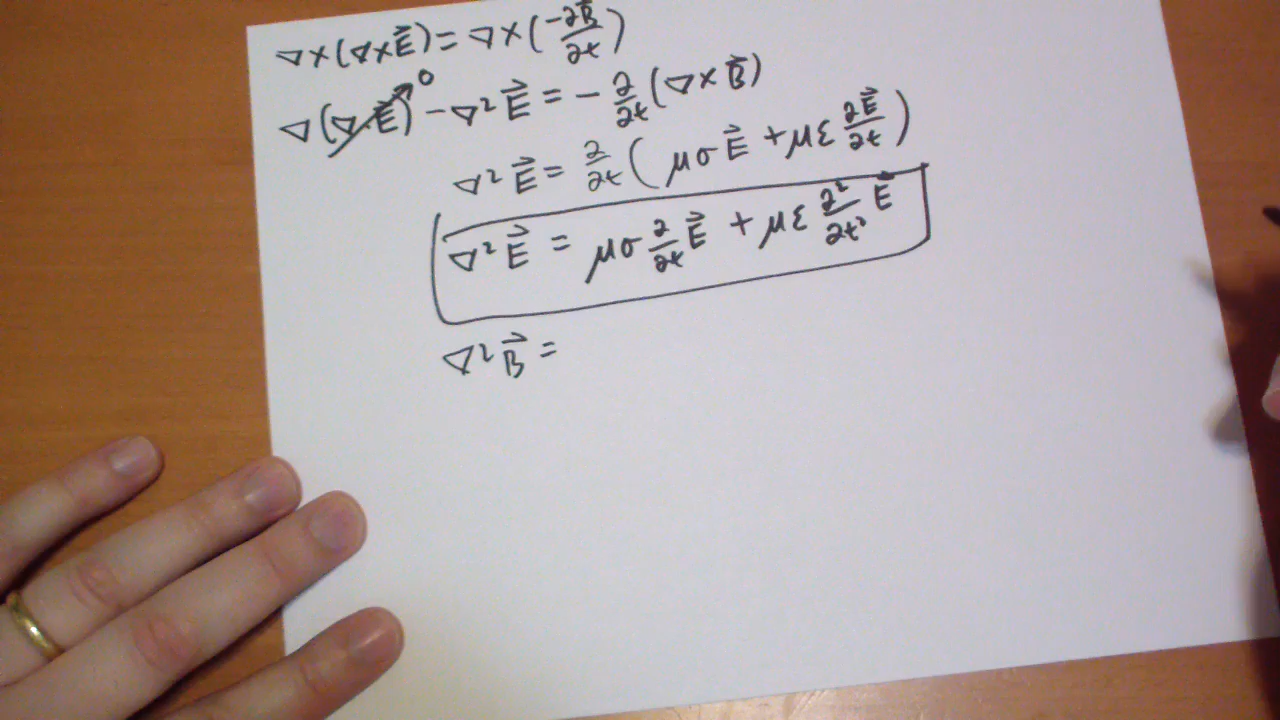 ∇×(∇×E⃗) = ∇×(-∂B⃗/∂t)
∇(∇·E⃗)⁰ - ∇²E⃗ = -∂/∂t(∇×B⃗)
∇²E⃗ = ∂/∂t(μσE⃗ + με ∂E⃗/∂t)
∇²E⃗ = μσ ∂/∂t E⃗ + με ∂²/∂t² E⃗
∇²B⃗ =